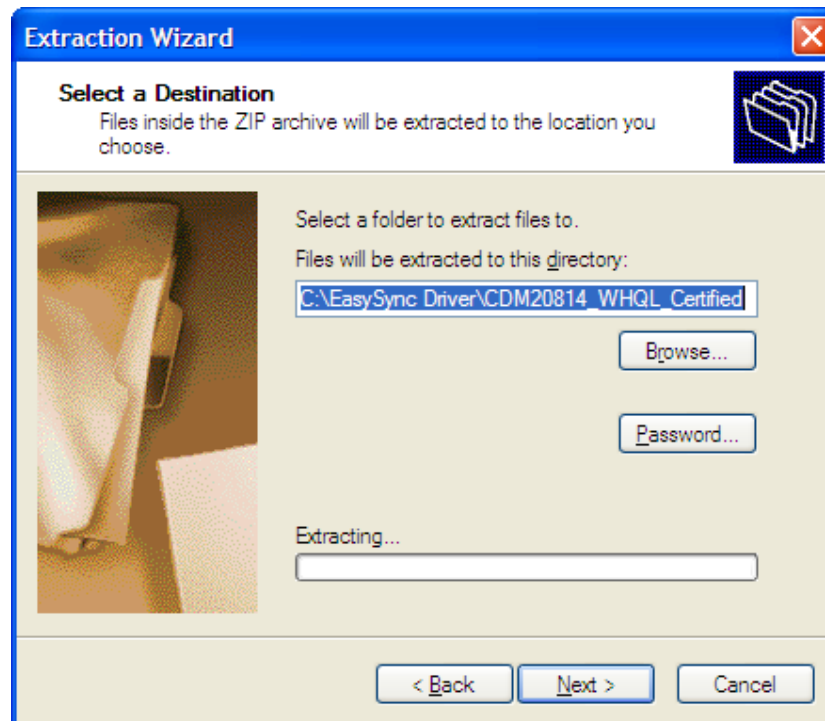 Extraction Wizard
Select a Destination
Files inside the ZIP archive will be extracted to the location you
choose.
Select a folder to extract files to.
Files will be extracted to this directory:
C:\EasySync Driver\CDM20814_WHQL_Certified
Browse...
Password...
Extracting...
< Back
Next >
Cancel